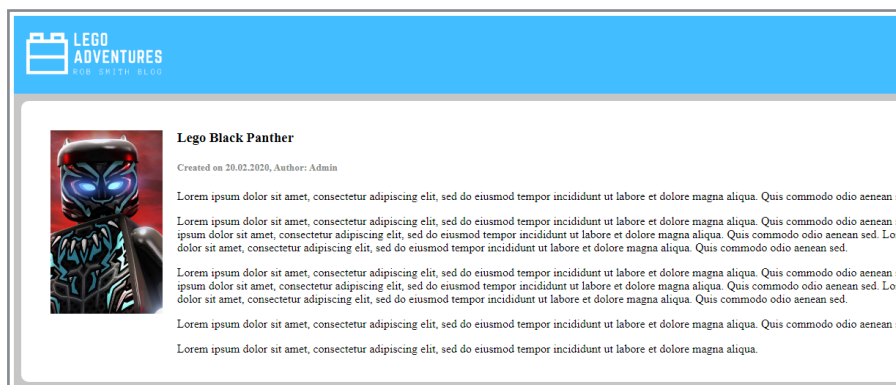 LEGO
ADVENTURES
ROB SMITH BLOG
Lego Black Panther
Created on 20.02.2020, Author: Admin
Lorem ipsum dolor sit amet, consectetur adipiscing elit, sed do eiusmod tempor incididunt ut labore et dolore magna aliqua. Quis commodo odio aenean
Lorem ipsum dolor sit amet, consectetur adipiscing elit, sed do eiusmod tempor incididunt ut labore et dolore magna aliqua. Quis commodo odio aenean
ipsum dolor sit amet, consectetur adipiscing elit, sed do eiusmod tempor incididunt ut labore et dolore magna aliqua. Quis commodo odio aenean sed. Lo
dolor sit amet, consectetur adipiscing elit, sed do eiusmod tempor incididunt ut labore et dolore magna aliqua. Quis commodo odio aenean sed.
Lorem ipsum dolor sit amet, consectetur adipiscing elit, sed do eiusmod tempor incididunt ut labore et dolore magna aliqua. Quis commodo odio aenean
ipsum dolor sit amet, consectetur adipiscing elit, sed do eiusmod tempor incididunt ut labore et dolore magna aliqua. Quis commodo odio aenean sed. Lo
dolor sit amet, consectetur adipiscing elit, sed do eiusmod tempor incididunt ut labore et dolore magna aliqua. Quis commodo odio aenean sed.
Lorem ipsum dolor sit amet, consectetur adipiscing elit, sed do eiusmod tempor incididunt ut labore et dolore magna aliqua. Quis commodo odio aenean
Lorem ipsum dolor sit amet, consectetur adipiscing elit, sed do eiusmod tempor incididunt ut labore et dolore magna aliqua.